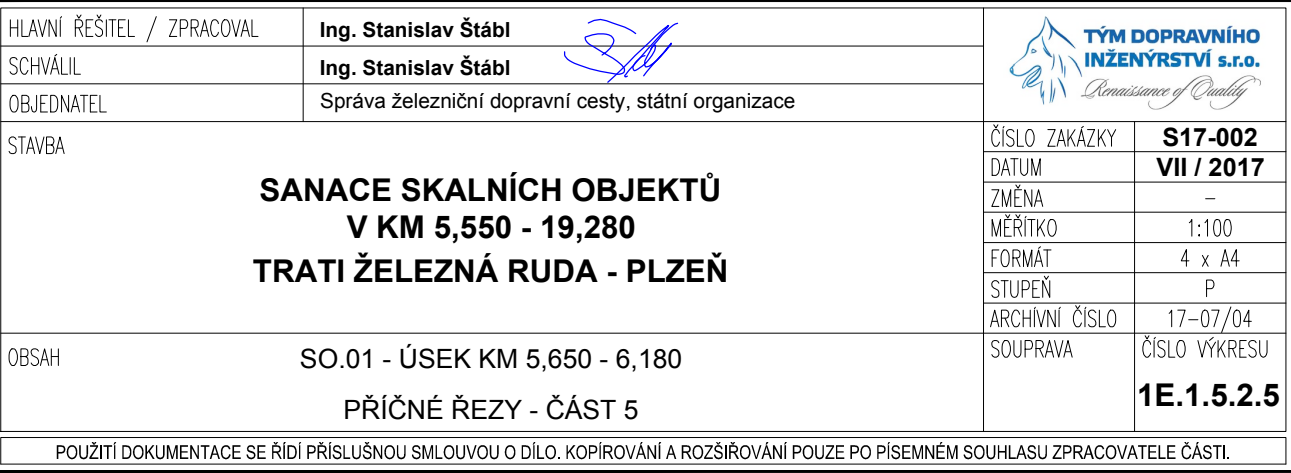 HLAVNÍ ŘEŠITEL / ZPRACOVAL Ing. Stanislav Štábl
SCHVÁLIL Ing. Stanislav Štábl
OBJEDNATEL Správa železniční dopravní cesty, státní organizace
TÝM DOPRAVNÍHO
INŽENÝRSTVÍ s.r.o.
Renaissance of Quality
STAVBA
SANACE SKALNÍCH OBJEKTŮ
V KM 5,550 - 19,280
TRATI ŽELEZNÁ RUDA - PLZEŇ
ČÍSLO ZAKÁZKY S17-002
DATUM VII / 2017
ZMĚNA –
MĚŘÍTKO 1:100
FORMÁT 4 x A4
STUPEŇ P
ARCHÍVNÍ ČÍSLO 17-07/04
OBSAH
SO.01 - ÚSEK KM 5,650 - 6,180
PŘÍČNÉ ŘEZY - ČÁST 5
SOUPRAVA
ČÍSLO VÝKRESU
1E.1.5.2.5
POUŽITÍ DOKUMENTACE SE ŘÍDÍ PŘÍSLUŠNOU SMLOUVOU O DÍLO. KOPÍROVÁNÍ A ROZŠIŘOVÁNÍ POUZE PO PÍSEMNÉM SOUHLASU ZPRACOVATELE ČÁSTI.